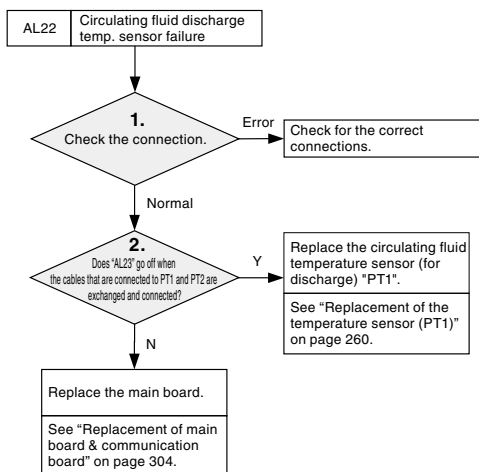 AL22
Circulating fluid discharge
temp. sensor failure
1.
Check the connection.
Error
Check for the correct
connections.
Normal
2.
Does "AL23" go off when
the cables that are connected to PT1 and PT2 are
exchanged and connected?
Y
Replace the circulating fluid
temperature sensor (for
discharge) "PT1".
See “Replacement of the
temperature sensor (PT1)”
on page 260.
N
Replace the main board.
See “Replacement of main
board & communication
board” on page 304.